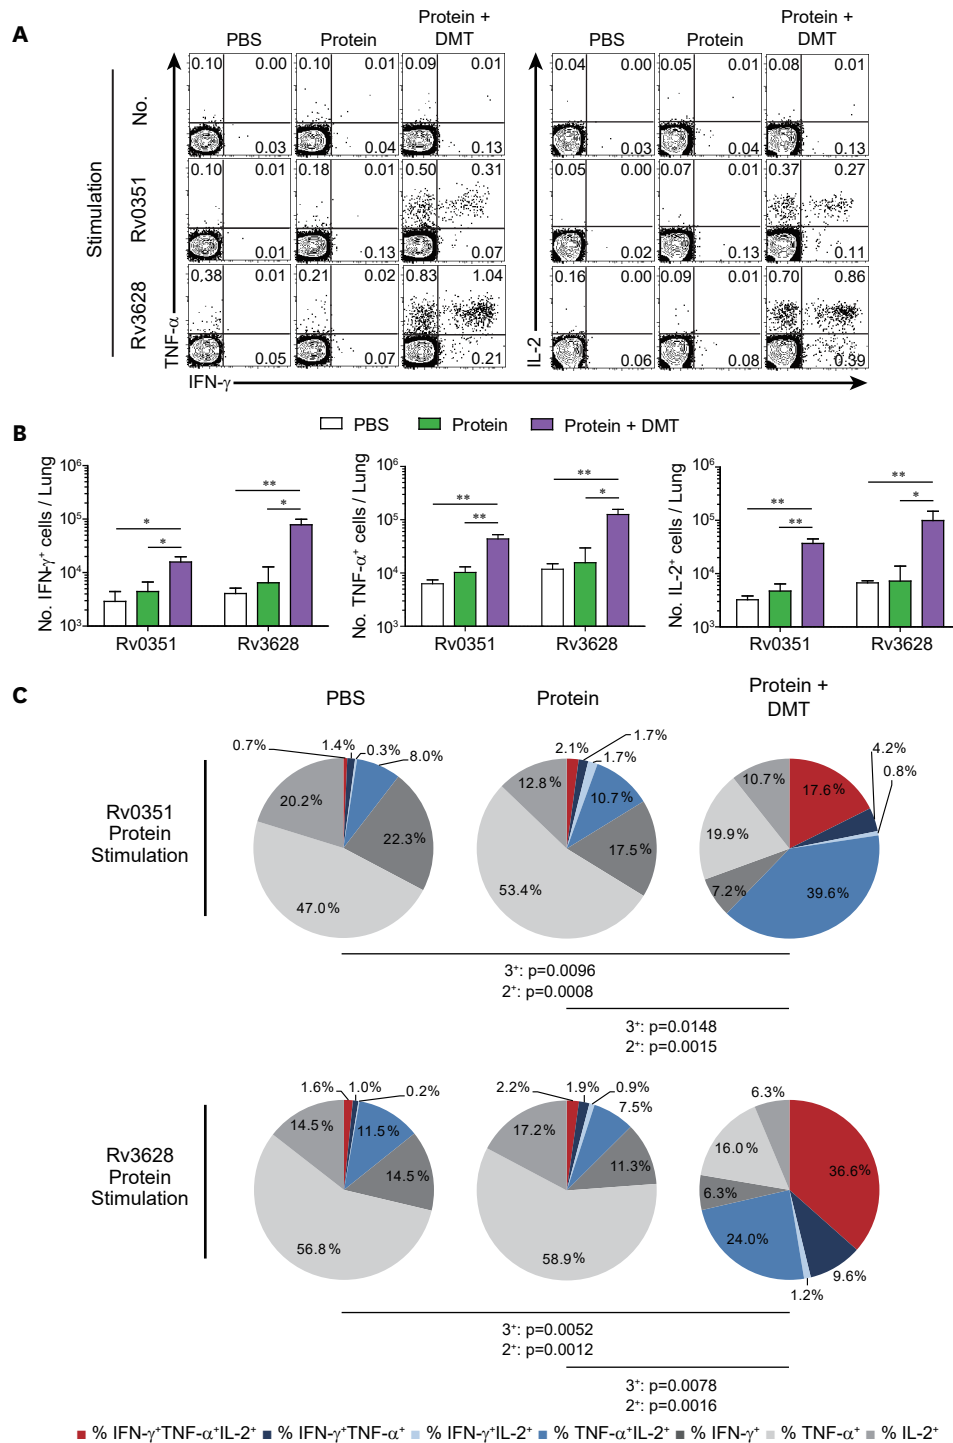 A
PBS Protein Protein + DMT PBS Protein Protein + DMT
Stimulation
No.
0.10 0.00 0.10 0.01 0.09 0.01 0.04 0.00 0.05 0.01 0.08 0.01
0.03 0.04 0.13 0.03 0.04 0.13
Rv0351
0.10 0.01 0.18 0.01 0.50 0.31 0.05 0.00 0.07 0.01 0.37 0.27
0.01 0.13 0.07 0.02 0.13 0.11
Rv3628
0.38 0.01 0.21 0.02 0.83 1.04 0.16 0.00 0.09 0.01 0.70 0.86
0.05 0.07 0.21 0.06 0.08 0.39
TNF-α
IL-2
IFN-γ
B
PBS Protein Protein + DMT
No. IFN-γ⁺ cells / Lung
10⁶
10⁵
10⁴
10³
* * ** *
Rv0351 Rv3628
No. TNF-α⁺ cells / Lung
10⁶
10⁵
10⁴
10³
** ** ** *
Rv0351 Rv3628
No. IL-2⁺ cells / Lung
10⁶
10⁵
10⁴
10³
** ** ** *
Rv0351 Rv3628
C
PBS Protein Protein + DMT
Rv0351
Protein
Stimulation
0.7% 1.4% 0.3% 8.0% 22.3% 47.0% 20.2%
2.1% 1.7% 1.7% 10.7% 17.5% 53.4% 12.8%
17.6% 4.2% 0.8% 39.6% 7.2% 19.9% 10.7%
3⁺: p=0.0096
2⁺: p=0.0008
3⁺: p=0.0148
2⁺: p=0.0015
Rv3628
Protein
Stimulation
1.6% 1.0% 0.2% 11.5% 14.5% 56.8% 14.5%
2.2% 1.9% 0.9% 7.5% 11.3% 58.9% 17.2%
36.6% 9.6% 1.2% 24.0% 6.3% 16.0% 6.3%
3⁺: p=0.0052
2⁺: p=0.0012
3⁺: p=0.0078
2⁺: p=0.0016
% IFN-γ⁺TNF-α⁺IL-2⁺ % IFN-γ⁺TNF-α⁺ % IFN-γ⁺IL-2⁺ % TNF-α⁺IL-2⁺ % IFN-γ⁺ % TNF-α⁺ % IL-2⁺